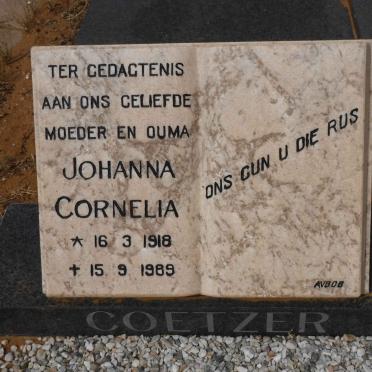 TER GEDAGTENIS
AAN ONS GELIEFDE
MOEDER EN OUMA
JOHANNA
CORNELIA
* 16 3 1918
✝ 15 9 1989
ONS GUN U DIE RUS
AVBOB
COETZER